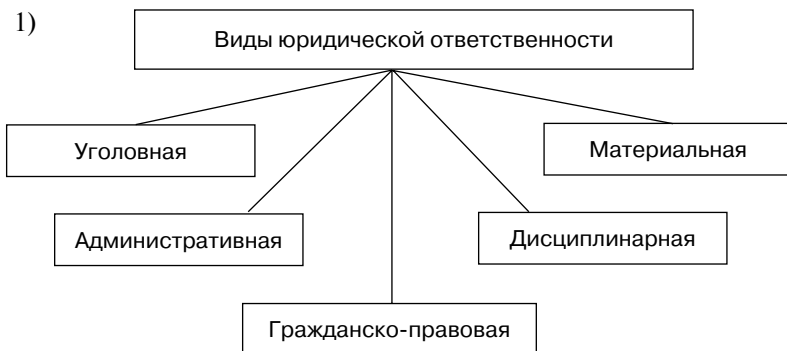 1)
Виды юридической ответственности
Уголовная
Материальная
Административная
Дисциплинарная
Гражданско-правовая